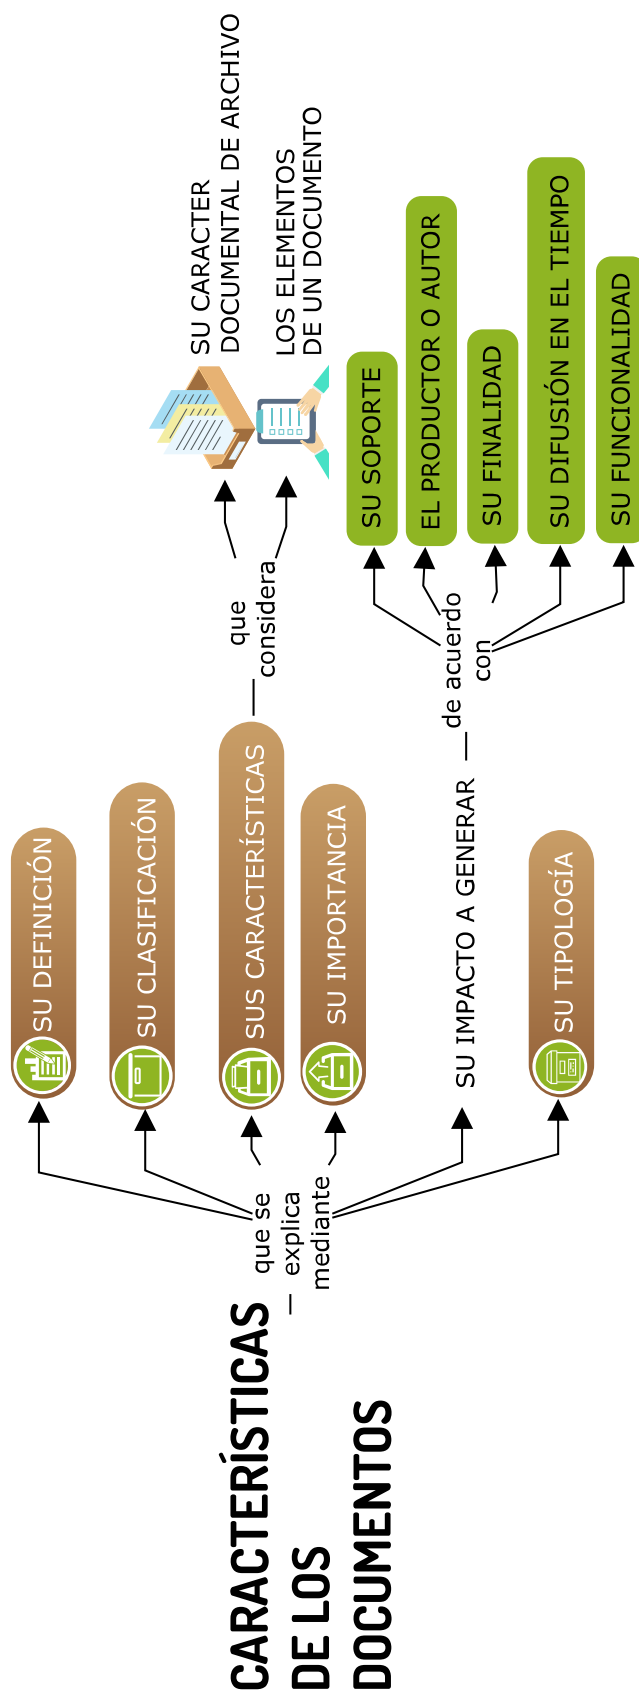 CARACTERÍSTICAS
DE LOS
DOCUMENTOS
que se
explica
mediante
SU DEFINICIÓN
SU CLASIFICACIÓN
SUS CARACTERÍSTICAS
que
considera
SU CARACTER
DOCUMENTAL DE ARCHIVO
LOS ELEMENTOS
DE UN DOCUMENTO
SU IMPORTANCIA
SU IMPACTO A GENERAR
de acuerdo
con
SU SOPORTE
EL PRODUCTOR O AUTOR
SU FINALIDAD
SU DIFUSIÓN EN EL TIEMPO
SU FUNCIONALIDAD
SU TIPOLOGÍA